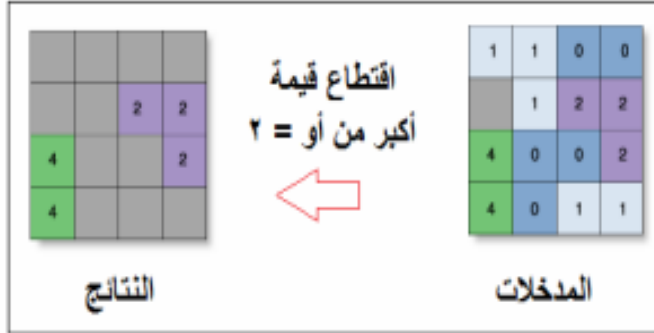 1 1 0 0
1 2 2
4 0 0 2
4 0 1 1
المدخلات
اقتطاع قيمة
أكبر من أو = ٢
2 2
4 2
4
النتائج